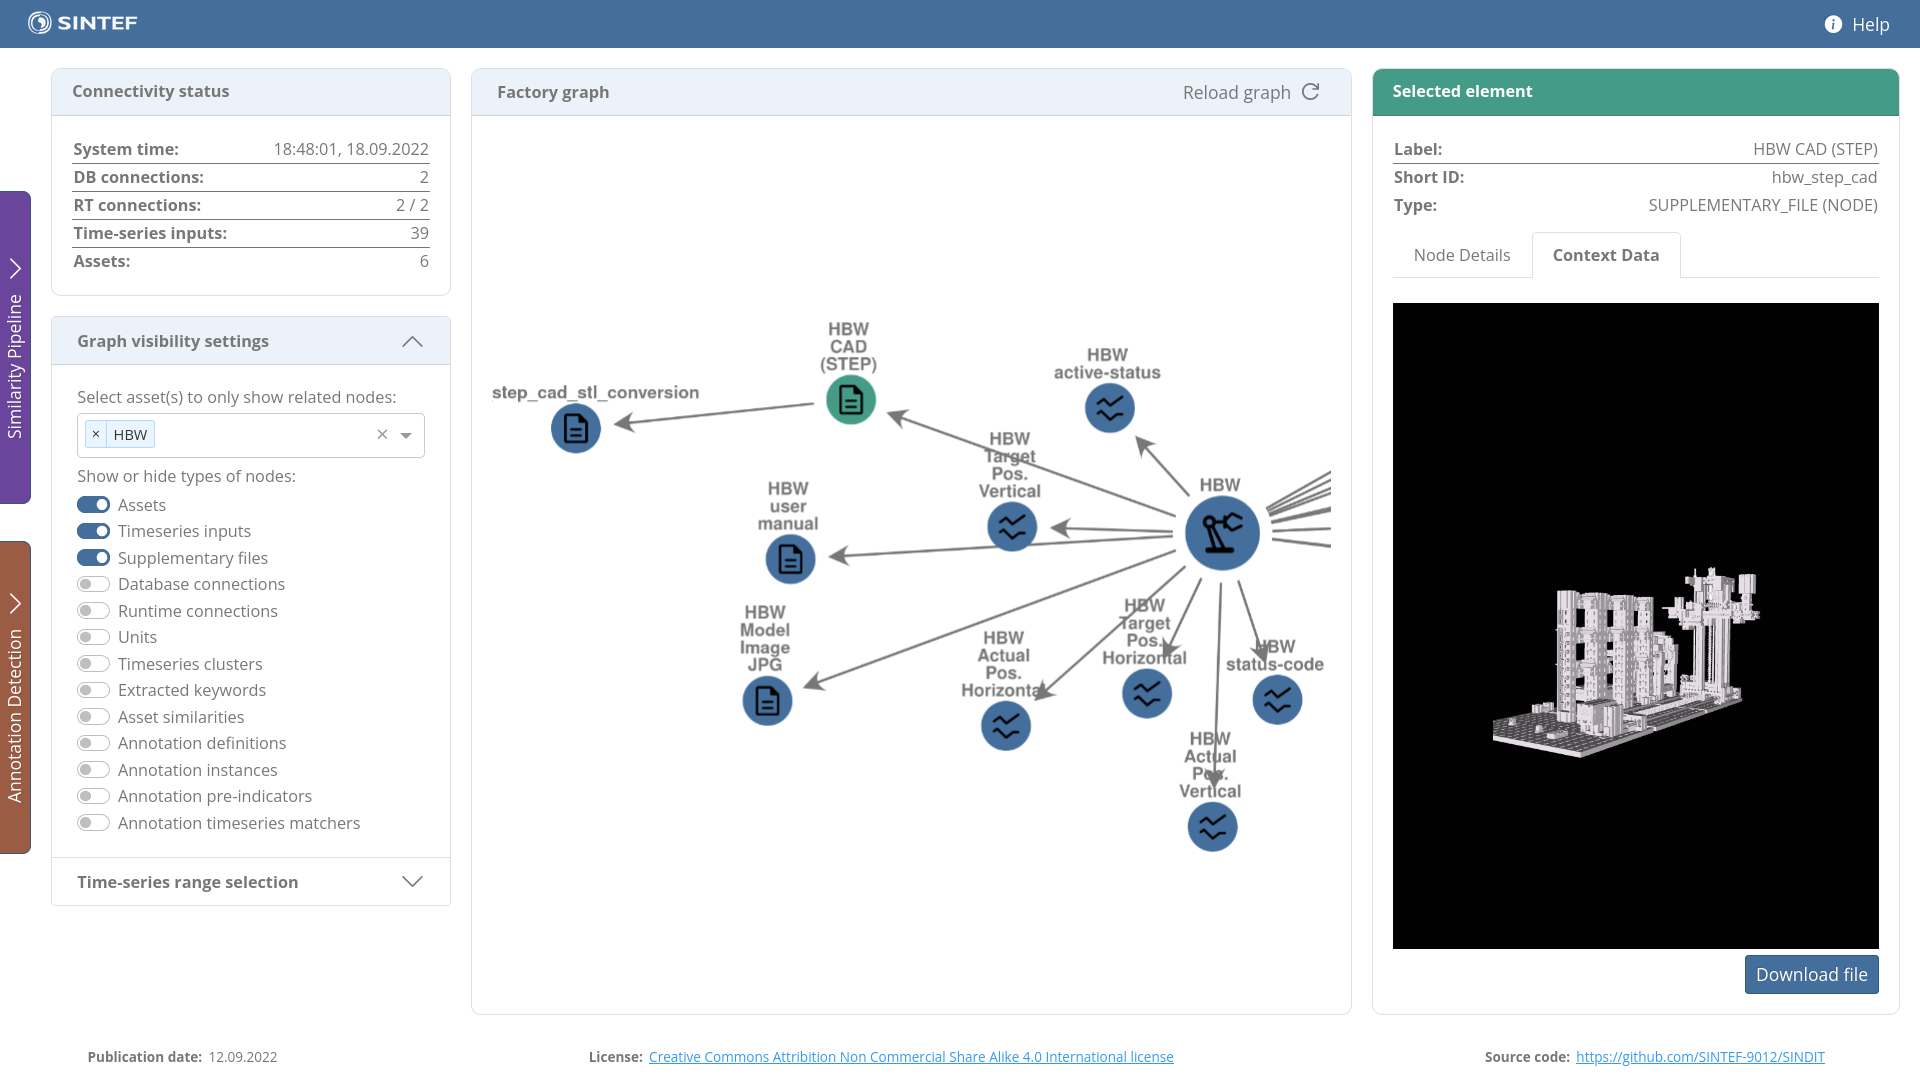 SINTEF
Help
Similarity Pipeline
Annotation Detection
Connectivity status
System time: 18:48:01, 18.09.2022
DB connections: 2
RT connections: 2 / 2
Time-series inputs: 39
Assets: 6
Graph visibility settings
Select asset(s) to only show related nodes:
× HBW ×
Show or hide types of nodes:
Assets
Timeseries inputs
Supplementary files
Database connections
Runtime connections
Units
Timeseries clusters
Extracted keywords
Asset similarities
Annotation definitions
Annotation instances
Annotation pre-indicators
Annotation timeseries matchers
Time-series range selection
Factory graph
Reload graph
step_cad_stl_conversion
HBW
CAD
(STEP)
HBW
active-status
HBW
Target
Pos.
Vertical
HBW
HBW
user
manual
HBW
Model
Image
JPG
HBW
Actual
Pos.
Horizontal
HBW
Target
Pos.
Horizontal
HBW
status-code
HBW
Actual
Pos.
Vertical
Selected element
Label: HBW CAD (STEP)
Short ID: hbw_step_cad
Type: SUPPLEMENTARY_FILE (NODE)
Node Details
Context Data
Download file
Publication date: 12.09.2022
License: Creative Commons Attribution Non Commercial Share Alike 4.0 International license
Source code: https://github.com/SINTEF-9012/SINDIT